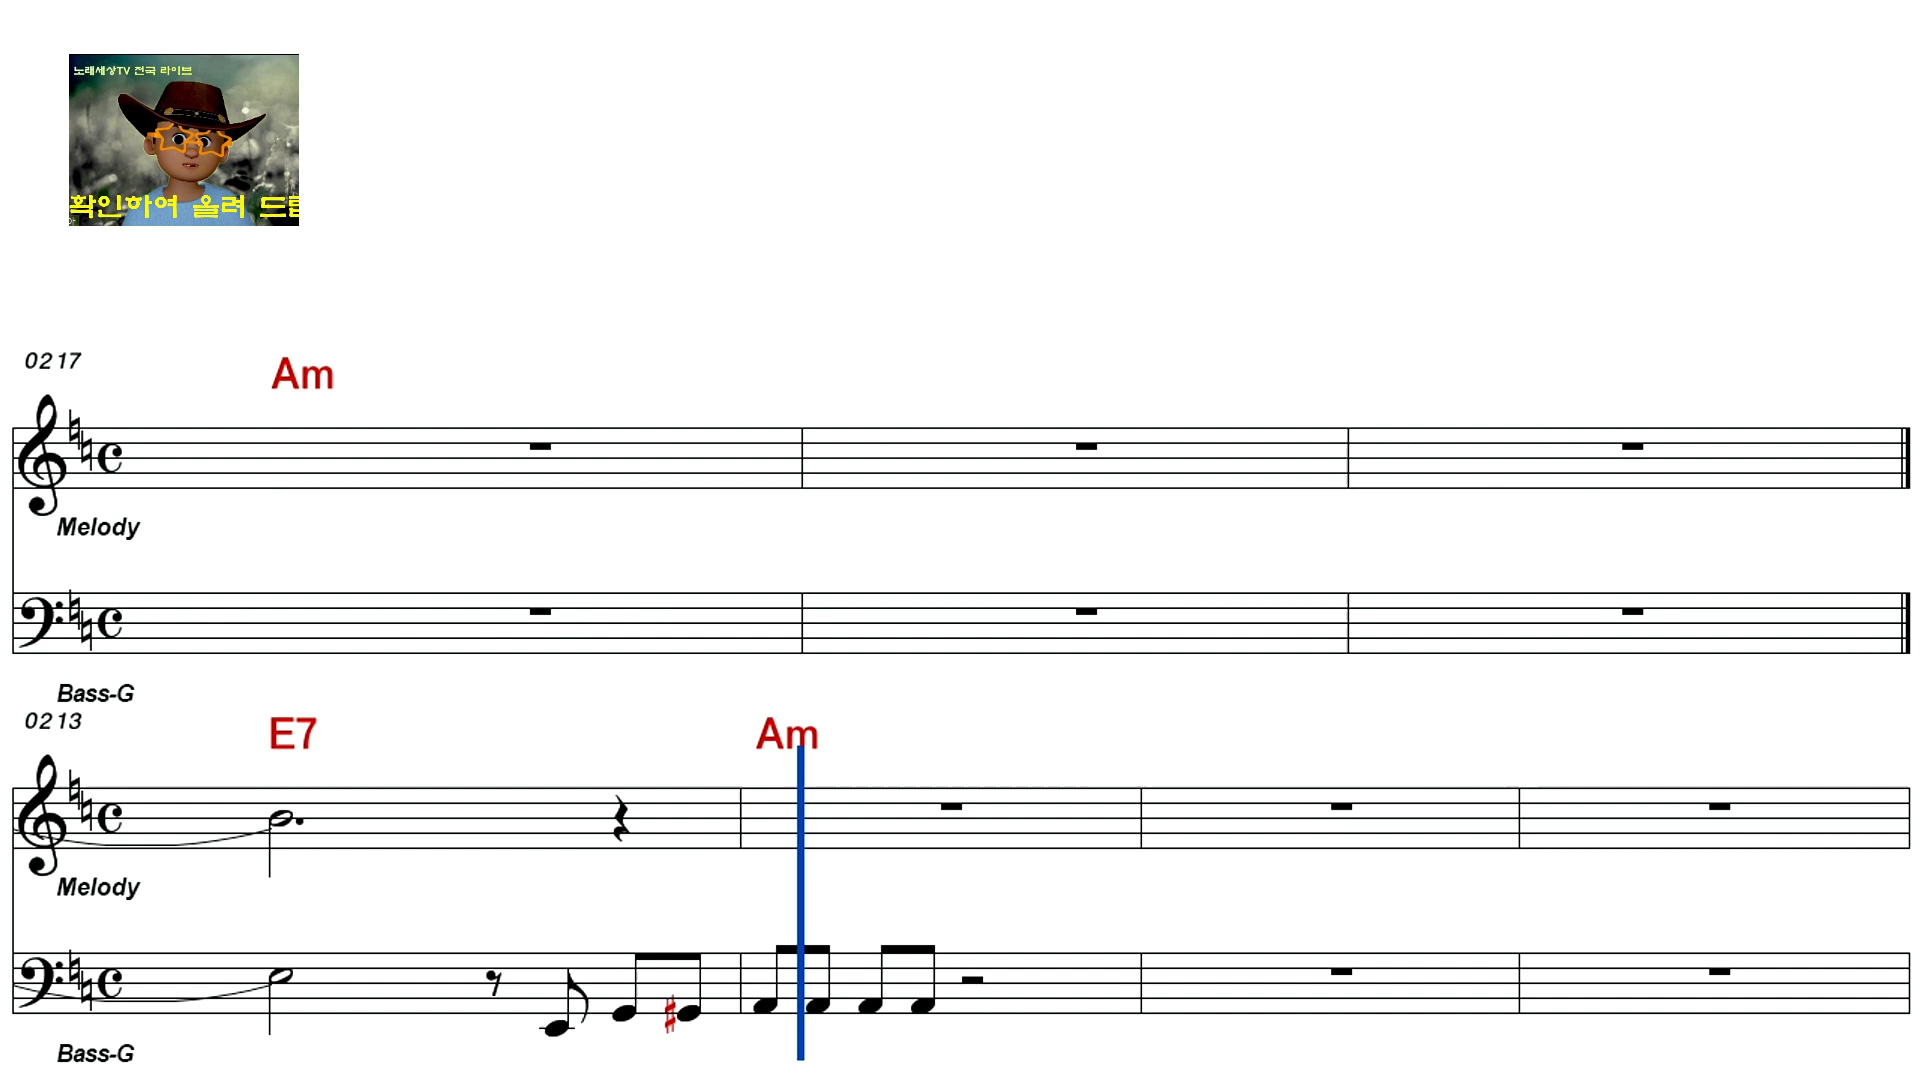 노래세상TV 전국 라이브
확인하여 올려 드
0217
Am
Melody
Bass-G
0213
E7 Am
Melody
Bass-G